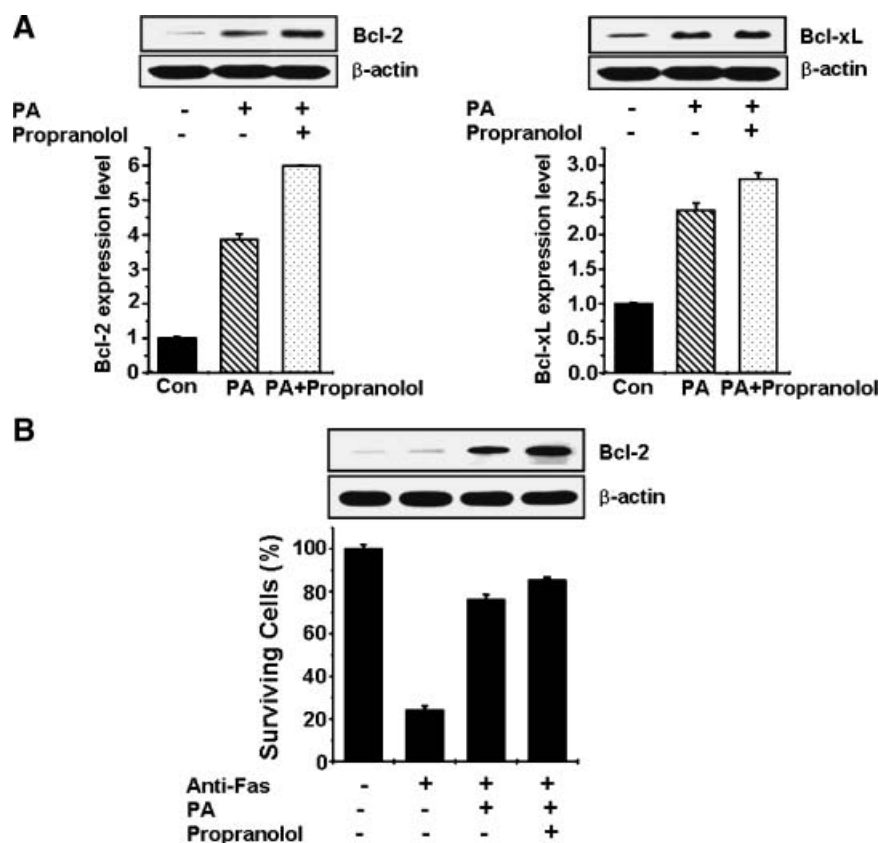 A
Bcl-2
β-actin
PA - + +
Propranolol - - +
Bcl-2 expression level
6
5
4
3
2
1
0
Con PA PA+Propranolol
Bcl-xL
β-actin
PA - + +
Propranolol - - +
Bcl-xL expression level
3.0
2.5
2.0
1.5
1.0
0.5
0.0
Con PA PA+Propranolol
B
Bcl-2
β-actin
Surviving Cells (%)
100
80
60
40
20
0
Anti-Fas - + + +
PA - - + +
Propranolol - - - +